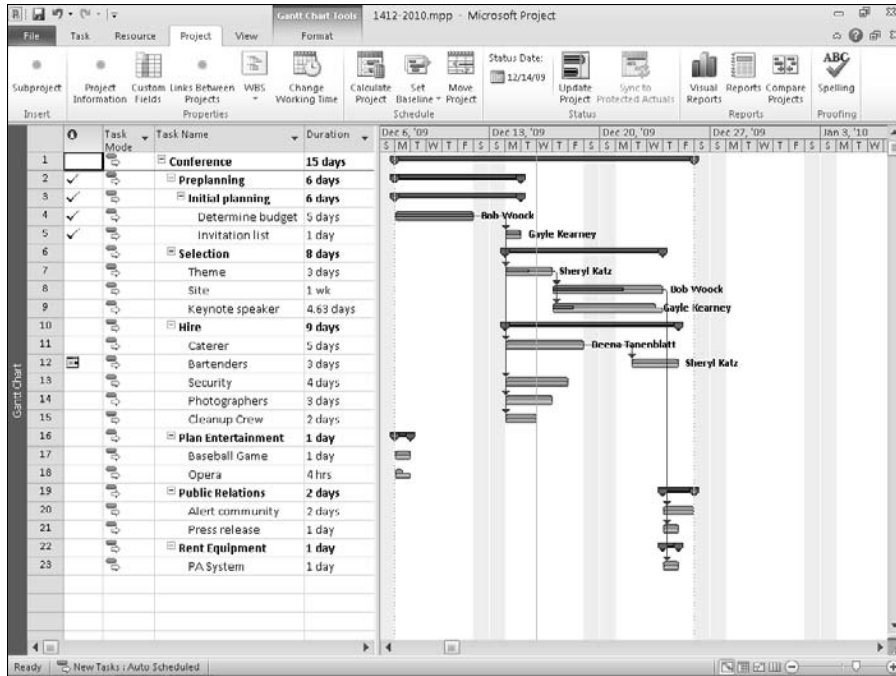 Gantt Chart Tools 1412-2010.mpp - Microsoft Project
File Task Resource Project View Format
Status Date:
12/14/09
Subproject
Project Information
Custom Fields
Links Between Projects
WBS
Change Working Time
Calculate Project
Set Baseline
Move Project
Update Project
Sync to Protected Actuals
Visual Reports
Reports
Compare Projects
ABC
Spelling
Insert Properties Schedule Status Reports Proofing
Task Mode Task Name Duration
Dec 6, '09 Dec 13, '09 Dec 20, '09 Dec 27, '09 Jan 3, '10
S M T W T F S S M T W T F S S M T W T F S S M T W T F S S M T W
1 Conference 15 days
2 Preplanning 6 days
3 Initial planning 6 days
4 Determine budget 5 days Bob Woock
5 Invitation list 1 day Gayle Kearney
6 Selection 8 days
7 Theme 3 days Sheryl Katz
8 Site 1 wk Bob Woock
9 Keynote speaker 4.63 days Gayle Kearney
10 Hire 9 days
11 Caterer 5 days Deena Tanenblatt
12 Bartenders 3 days Sheryl Katz
13 Security 4 days
14 Photographers 3 days
15 Cleanup Crew 2 days
16 Plan Entertainment 1 day
17 Baseball Game 1 day
18 Opera 4 hrs
19 Public Relations 2 days
20 Alert community 2 days
21 Press release 1 day
22 Rent Equipment 1 day
23 PA System 1 day
Gantt Chart
Ready New Tasks : Auto Scheduled